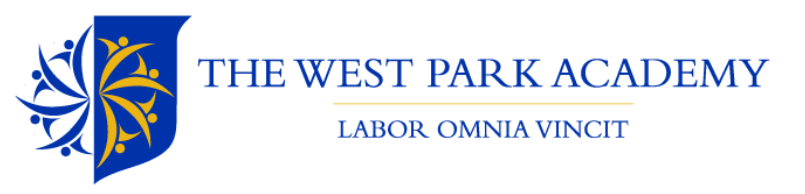 THE WEST PARK ACADEMY
LABOR OMNIA VINCIT